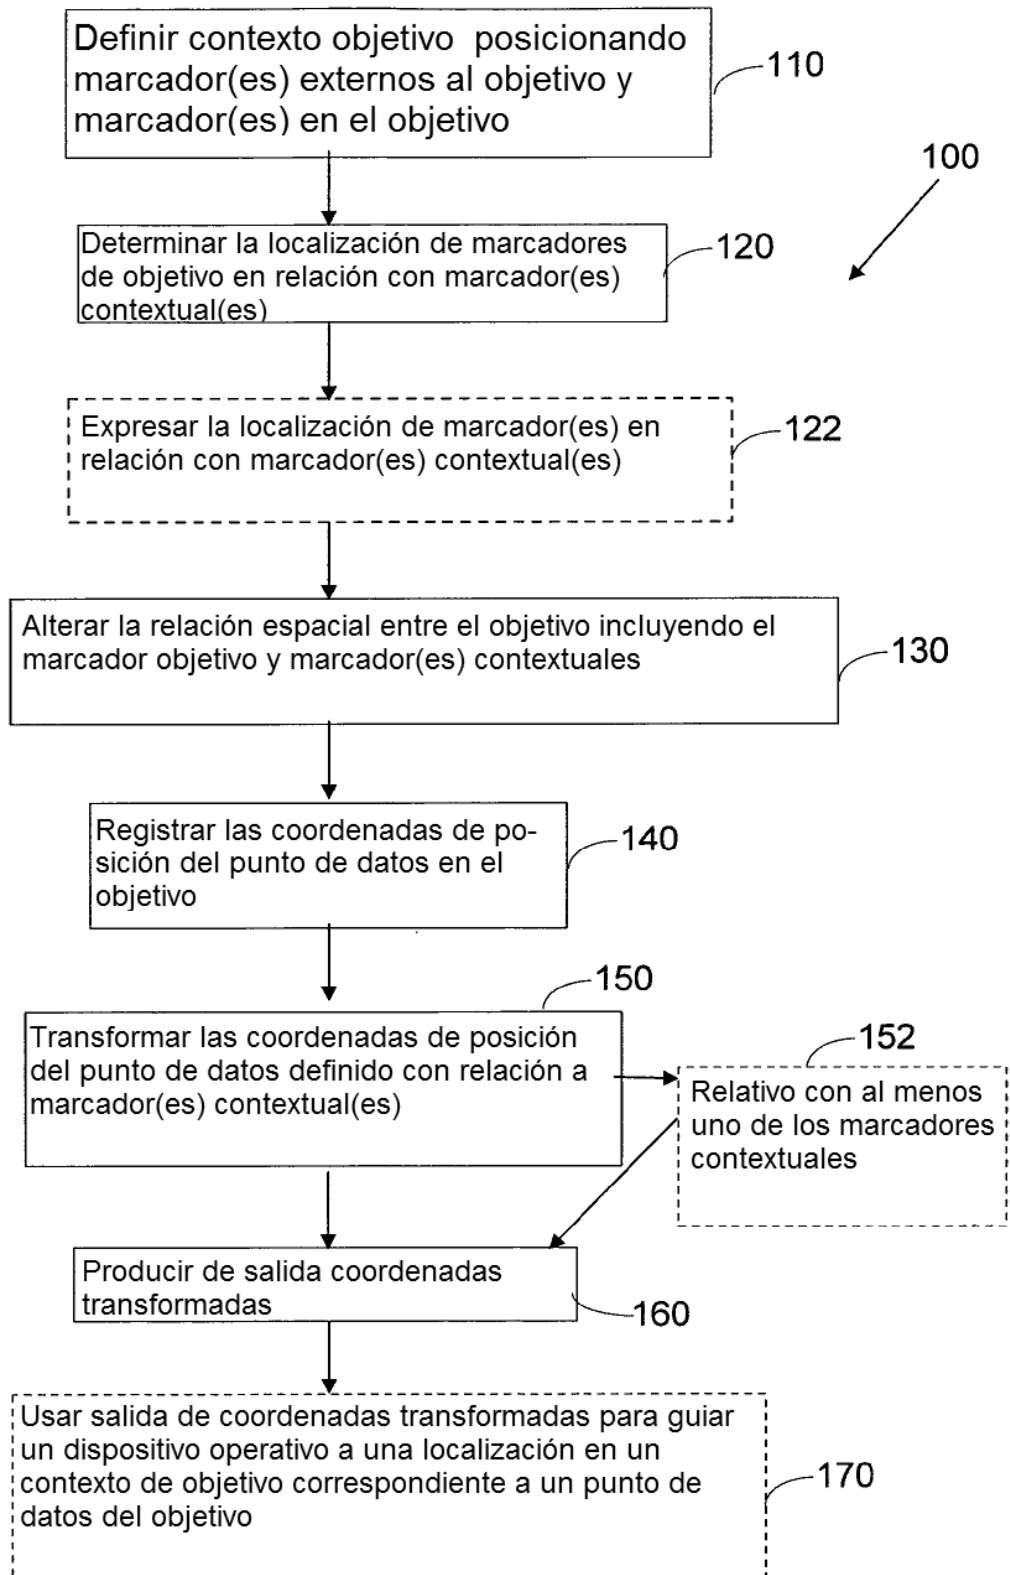 Definir contexto objetivo posicionando
marcador(es) externos al objetivo y
marcador(es) en el objetivo
110
100
Determinar la localización de marcadores
de objetivo en relación con marcador(es)
contextual(es)
120
Expresar la localización de marcador(es) en
relación con marcador(es) contextual(es)
122
Alterar la relación espacial entre el objetivo incluyendo el
marcador objetivo y marcador(es) contextuales
130
Registrar las coordenadas de po-
sición del punto de datos en el
objetivo
140
150
Transformar las coordenadas de posición
del punto de datos definido con relación a
marcador(es) contextual(es)
152
Relativo con al menos
uno de los marcadores
contextuales
Producir de salida coordenadas
transformadas
160
Usar salida de coordenadas transformadas para guiar
un dispositivo operativo a una localización en un
contexto de objetivo correspondiente a un punto de
datos del objetivo
170